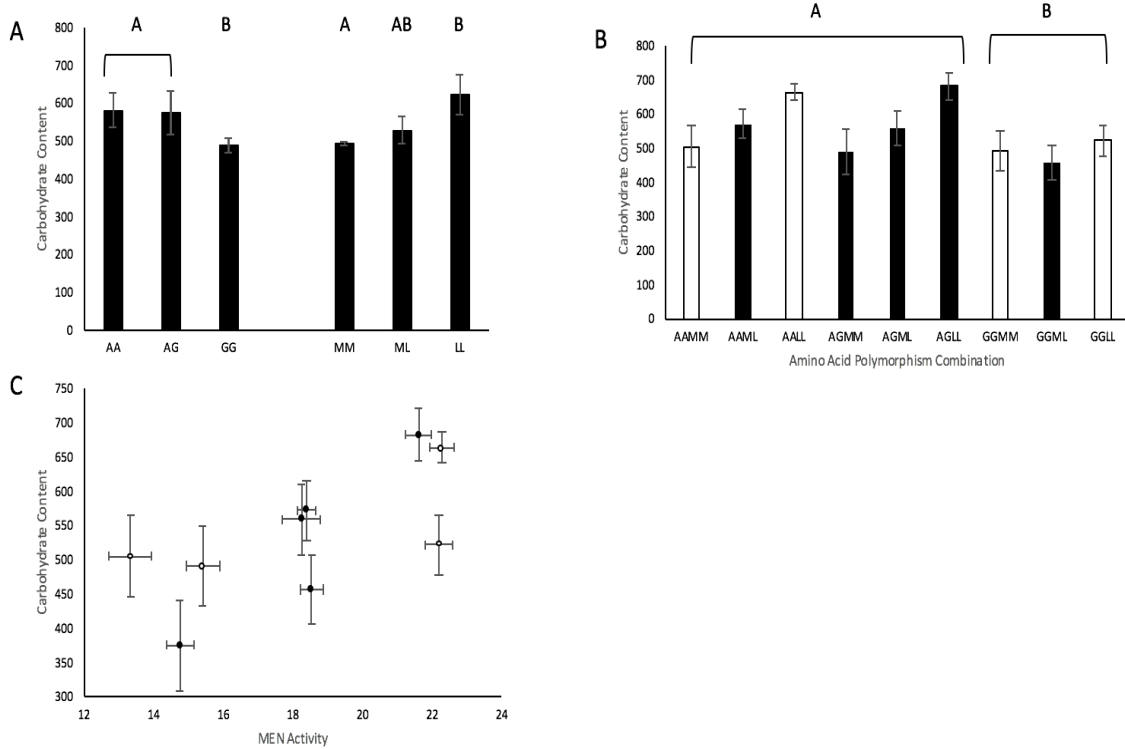 A
A B A AB B
Carbohydrate Content
800
700
600
500
400
300
200
100
0
AA AG GG MM ML LL
B
A B
Carbohydrate Content
800
700
600
500
400
300
200
100
0
AAMM AAML AALL AGMM AGML AGLL GGMM GGML GGLL
Amino Acid Polymorphism Combination
C
Carbohydrate Content
750
700
650
600
550
500
450
400
350
300
12 14 16 18 20 22 24
MEN Activity